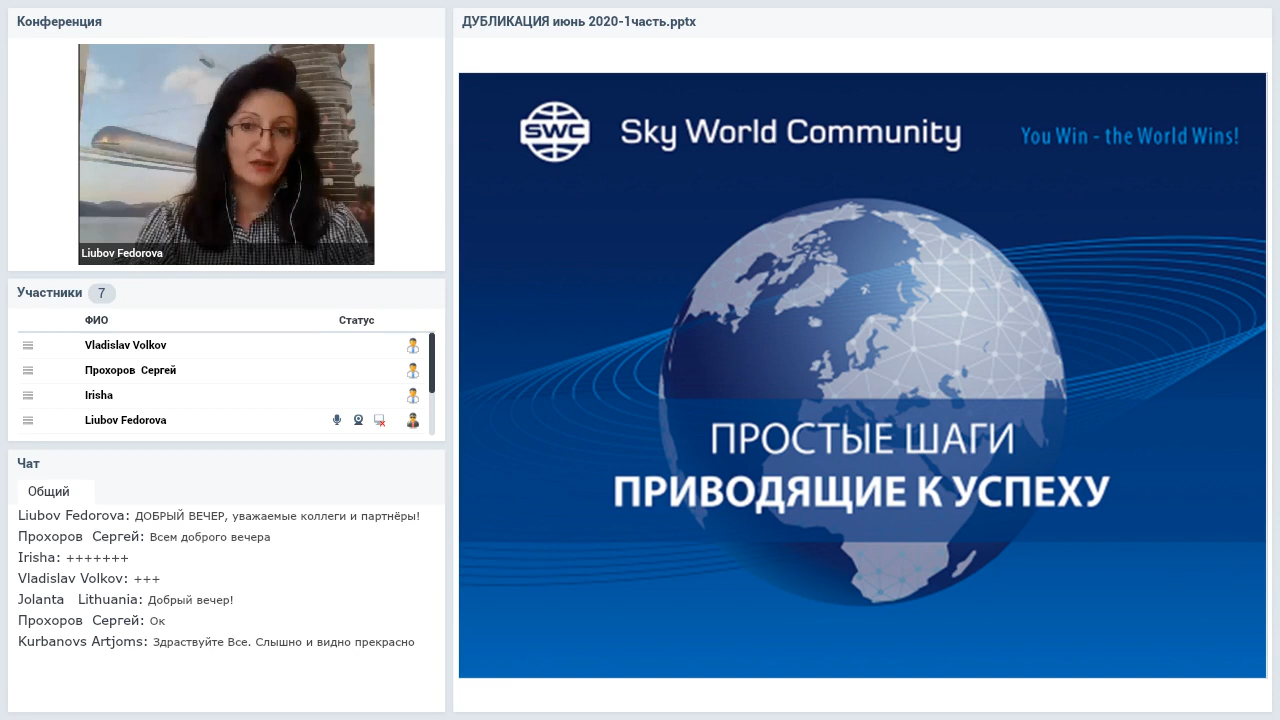 Конференция
Liubov Fedorova
Участники 7
ФИО Статус
Vladislav Volkov
Прохоров Сергей
Irisha
Liubov Fedorova
Чат
Общий
Liubov Fedorova: ДОБРЫЙ ВЕЧЕР, уважаемые коллеги и партнёры!
Прохоров Сергей: Всем доброго вечера
Irisha: +++++++
Vladislav Volkov: +++
Jolanta Lithuania: Добрый вечер!
Прохоров Сергей: Ок
Kurbanovs Artjoms: Здраствуйте Все. Слышно и видно прекрасно
ДУБЛИКАЦИЯ июнь 2020-1часть.pptx
SWC Sky World Community
You Win - the World Wins!
ПРОСТЫЕ ШАГИ
ПРИВОДЯЩИЕ К УСПЕХУ